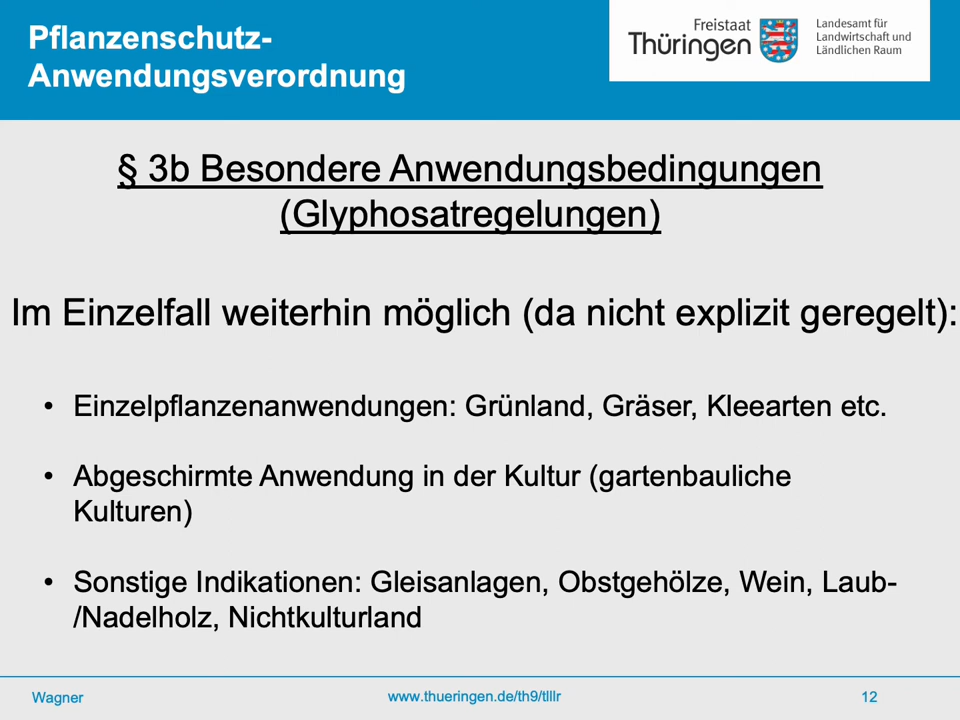 Pflanzenschutz-
Anwendungsverordnung
Freistaat
Thüringen
Landesamt für
Landwirtschaft und
Ländlichen Raum
§ 3b Besondere Anwendungsbedingungen
(Glyphosatregelungen)
Im Einzelfall weiterhin möglich (da nicht explizit geregelt):
• Einzelpflanzenanwendungen: Grünland, Gräser, Kleearten etc.
• Abgeschirmte Anwendung in der Kultur (gartenbauliche
Kulturen)
• Sonstige Indikationen: Gleisanlagen, Obstgehölze, Wein, Laub-
/Nadelholz, Nichtkulturland
Wagner
www.thueringen.de/th9/tlllr
12